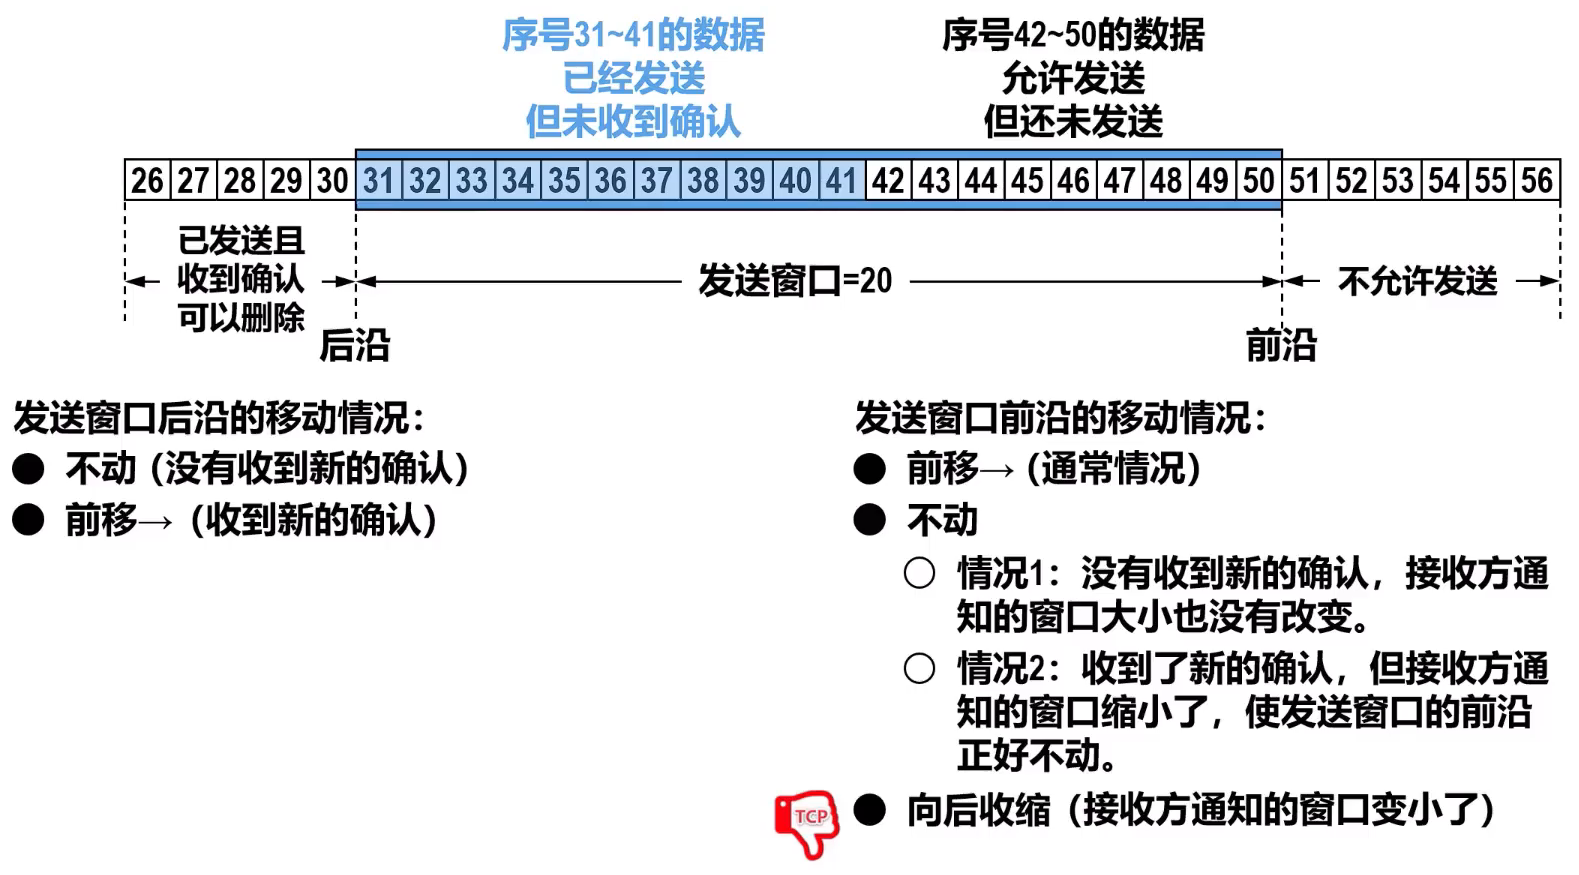 序号31~41的数据
已经发送
但未收到确认
序号42~50的数据
允许发送
但还未发送
26 27 28 29 30 31 32 33 34 35 36 37 38 39 40 41 42 43 44 45 46 47 48 49 50 51 52 53 54 55 56
已发送且
收到确认
可以删除
发送窗口=20
不允许发送
后沿
前沿
发送窗口后沿的移动情况：
● 不动（没有收到新的确认）
● 前移→（收到新的确认）
发送窗口前沿的移动情况：
● 前移→（通常情况）
● 不动
○ 情况1：没有收到新的确认，接收方通
知的窗口大小也没有改变。
○ 情况2：收到了新的确认，但接收方通
知的窗口缩小了，使发送窗口的前沿
正好不动。
TCP
● 向后收缩（接收方通知的窗口变小了）